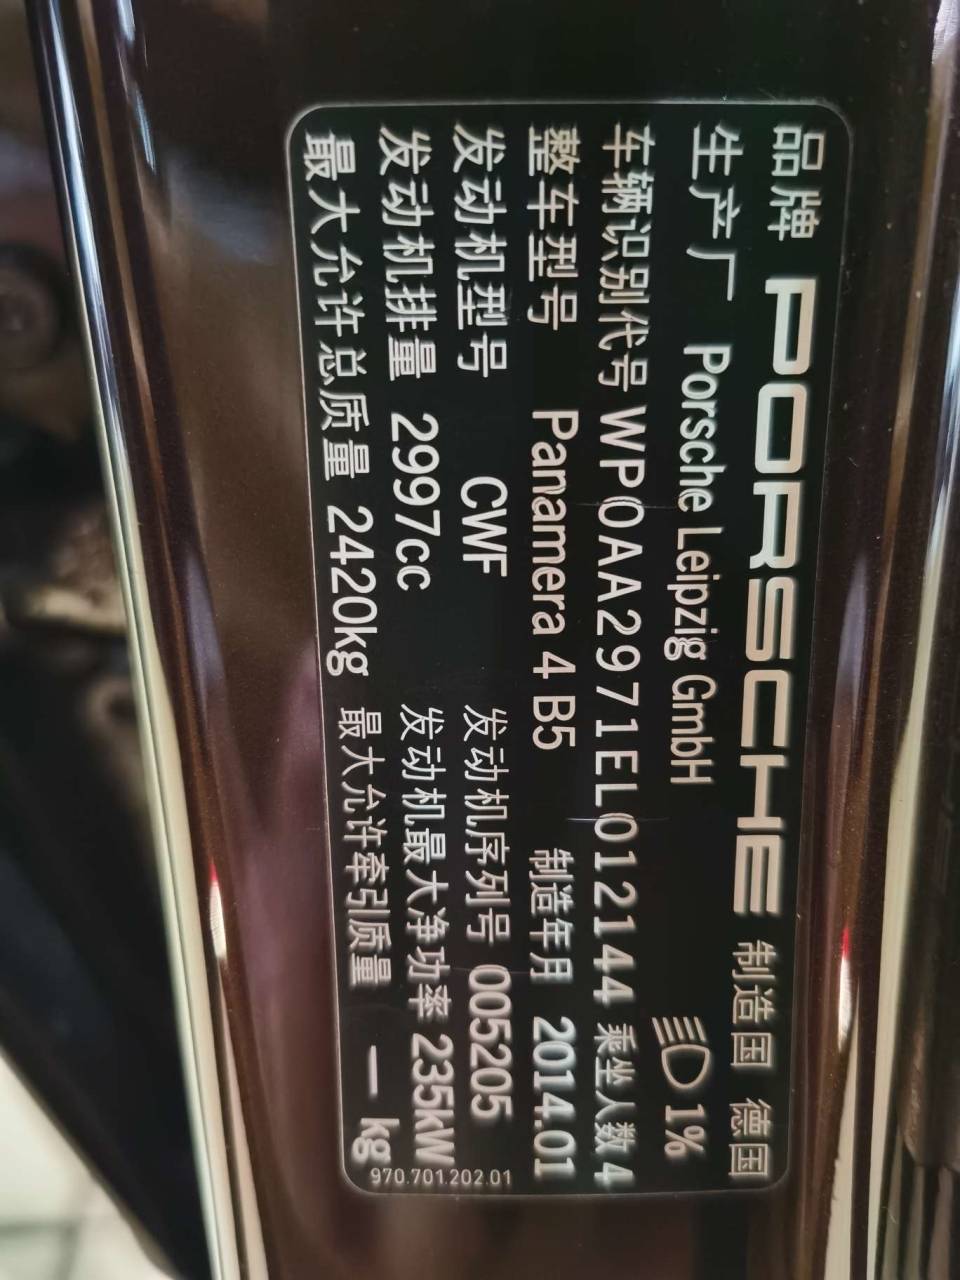 品牌 PORSCHE 制造国 德国
生产厂 Porsche Leipzig GmbH 1%
车辆识别代号 WP0AA2971EL012144 乘坐人数 4
整车型号 Panamera 4 B5 制造年月 2014.01
发动机型号 CWF 发动机序列号 005205
发动机排量 2997cc 发动机最大净功率 235kW
最大允许总质量 2420kg 最大允许牵引质量 — kg
970.701.202.01